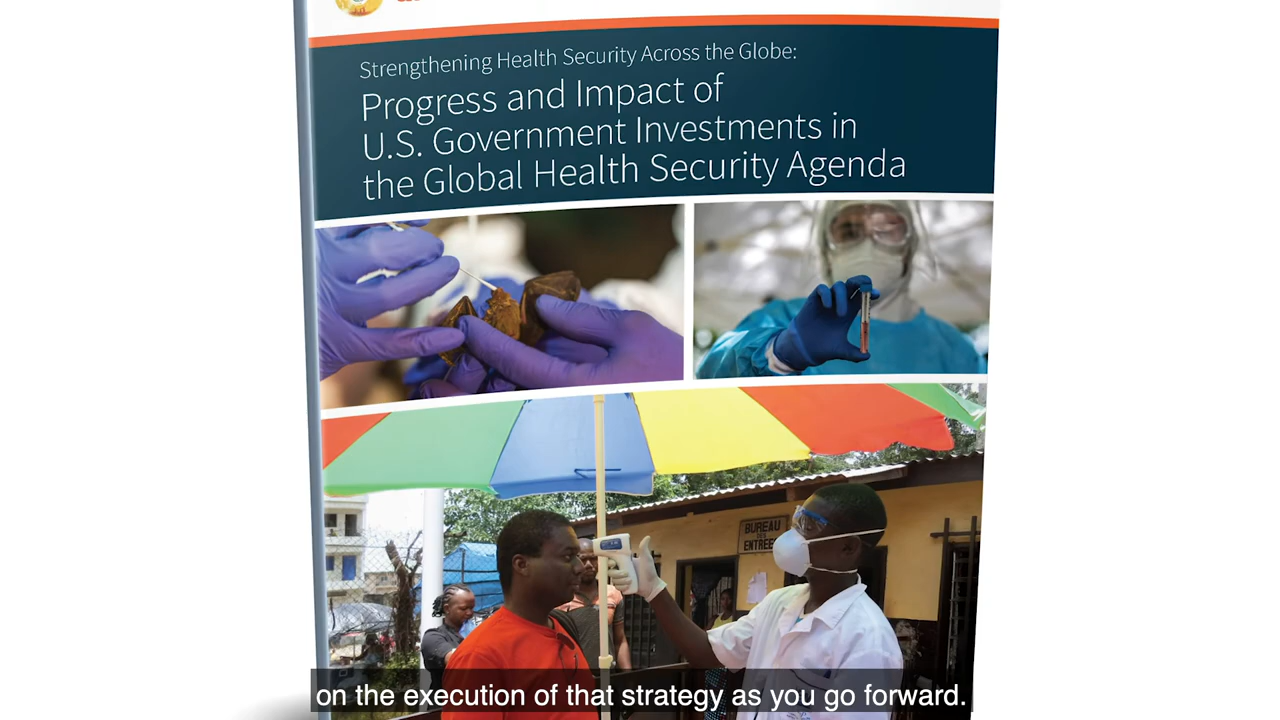 Strengthening Health Security Across the Globe:
Progress and Impact of
U.S. Government Investments in
the Global Health Security Agenda
BUREAU
ENTREE
on the execution of that strategy as you go forward.